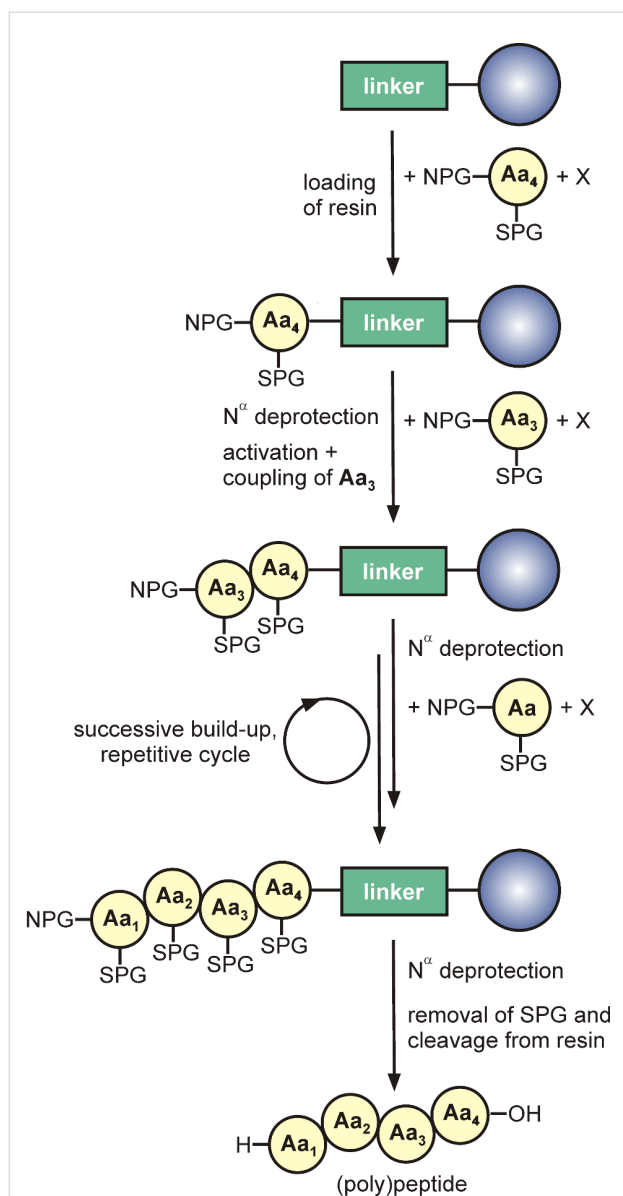 linker
loading
of resin
+ NPG Aa₄ + X
SPG
NPG Aa₄ linker
SPG
Nᵅ deprotection
activation +
coupling of Aa₃
+ NPG Aa₃ + X
SPG
NPG Aa₃ Aa₄ linker
SPG SPG
Nᵅ deprotection
successive build-up,
repetitive cycle
+ NPG Aa + X
SPG
NPG Aa₁ Aa₂ Aa₃ Aa₄ linker
SPG SPG SPG SPG
Nᵅ deprotection
removal of SPG and
cleavage from resin
H Aa₁ Aa₂ Aa₃ Aa₄ OH
(poly)peptide